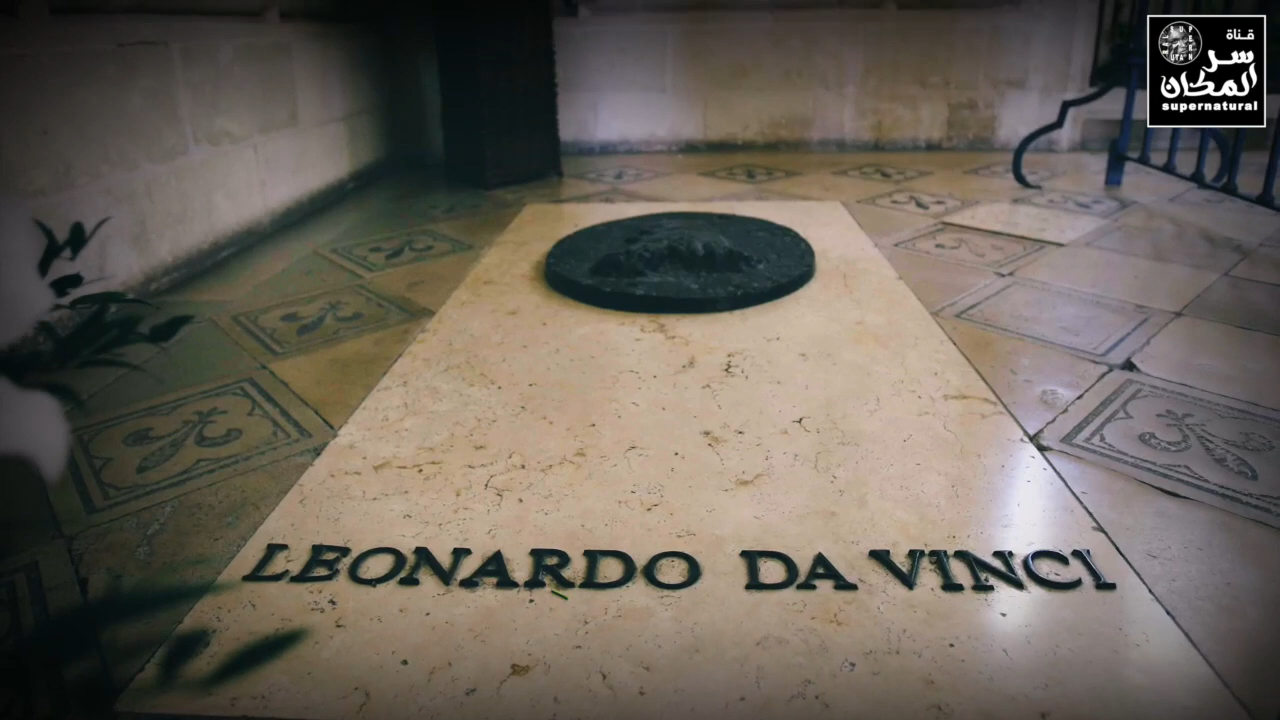 قناة
سر
المكان
supernatural
LEONARDO DA VINCI